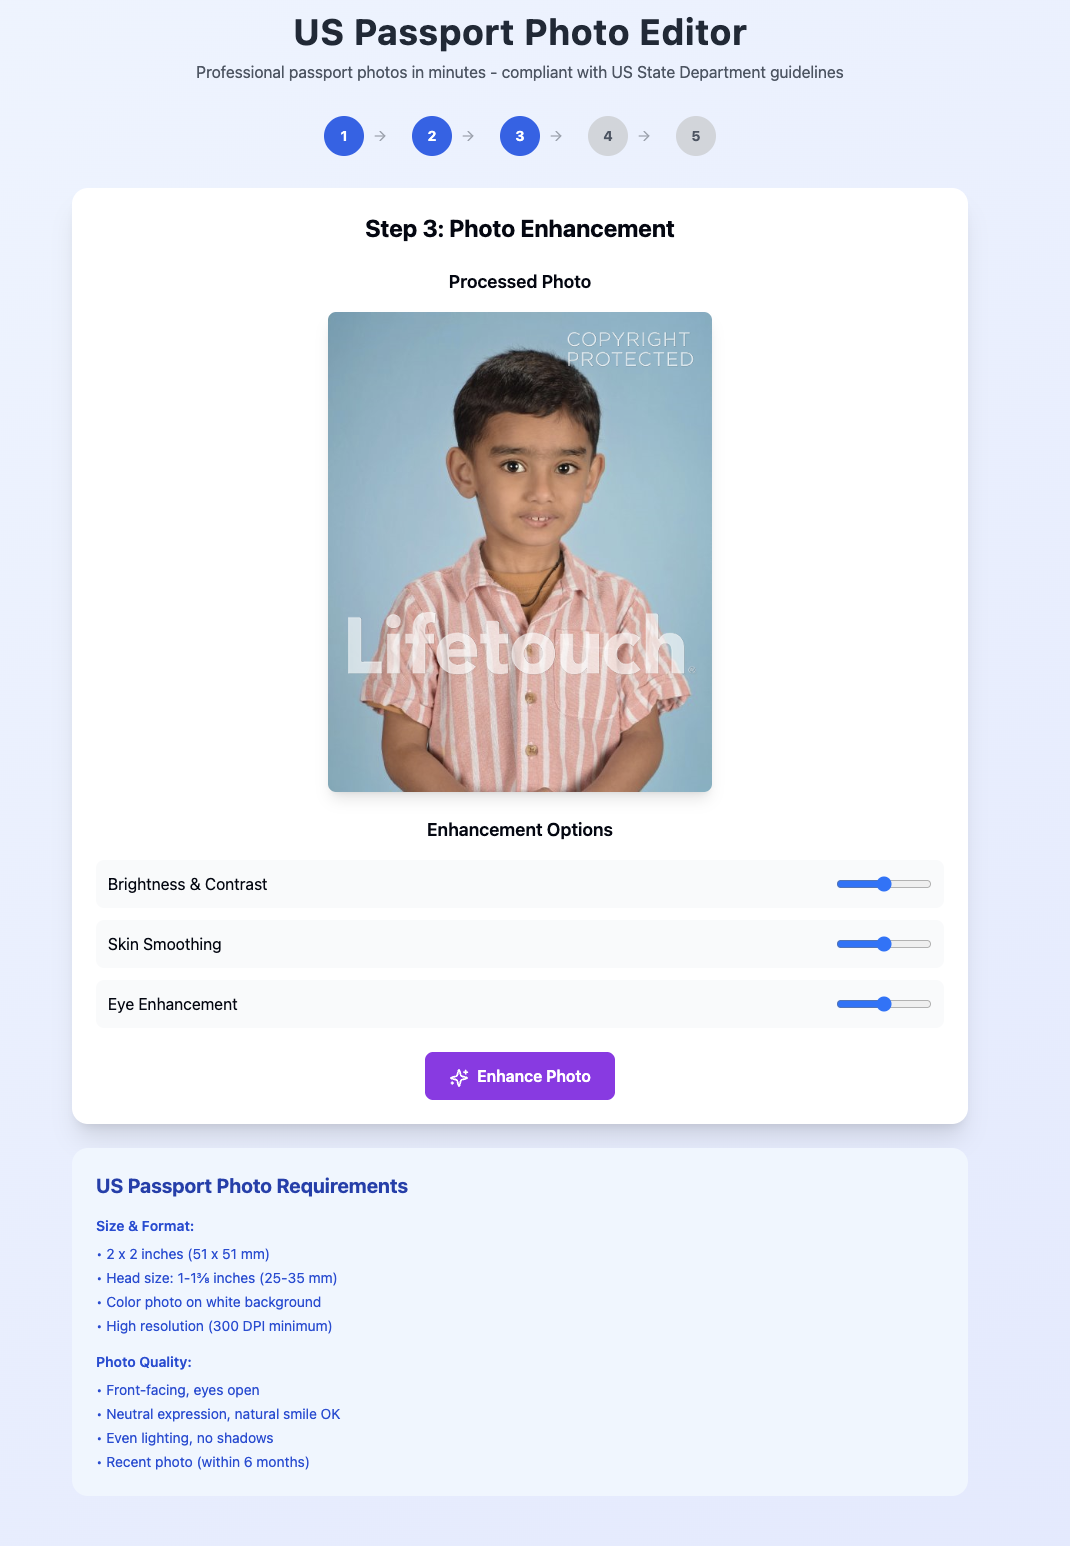 US Passport Photo Editor
Professional passport photos in minutes - compliant with US State Department guidelines
1 → 2 → 3 → 4 → 5
Step 3: Photo Enhancement
Processed Photo
COPYRIGHT
PROTECTED
Lifetouch
Enhancement Options
Brightness & Contrast
Skin Smoothing
Eye Enhancement
Enhance Photo
US Passport Photo Requirements
Size & Format:
• 2 x 2 inches (51 x 51 mm)
• Head size: 1-1⅜ inches (25-35 mm)
• Color photo on white background
• High resolution (300 DPI minimum)
Photo Quality:
• Front-facing, eyes open
• Neutral expression, natural smile OK
• Even lighting, no shadows
• Recent photo (within 6 months)